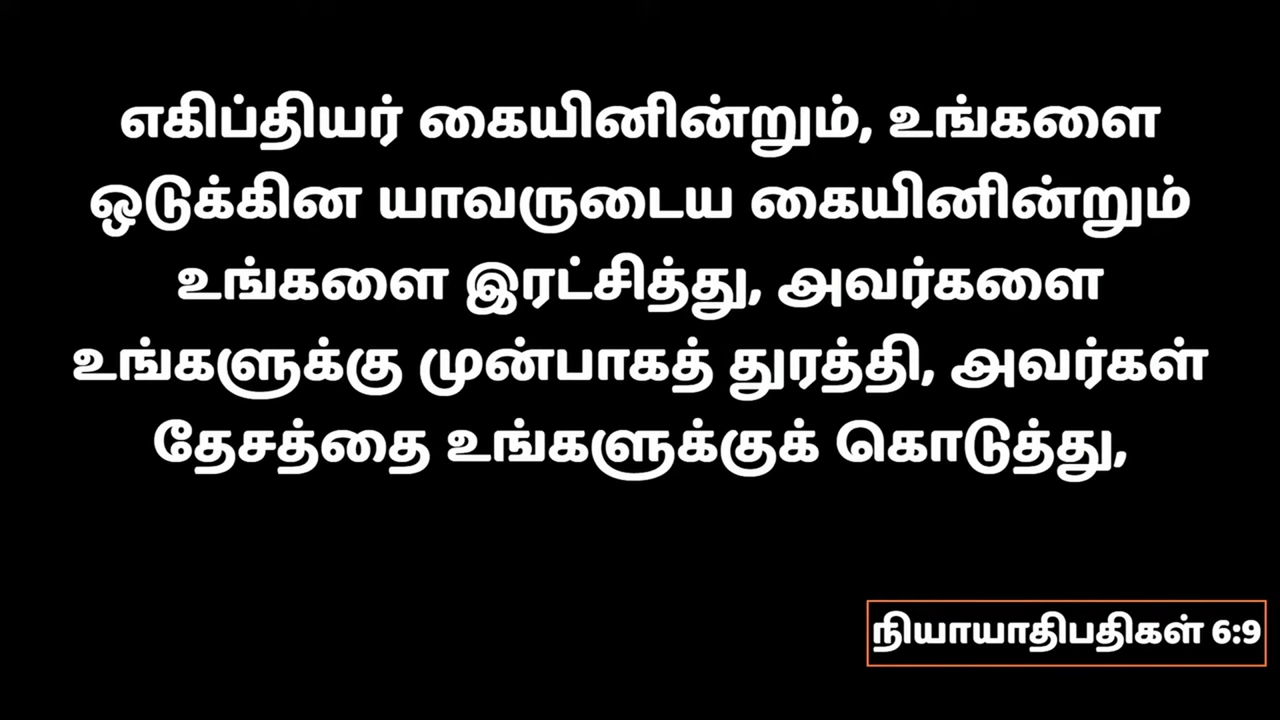 எகிப்தியர் கையினின்றும், உங்களை
ஒடுக்கின யாவருடைய கையினின்றும்
உங்களை இரட்சித்து, அவர்களை
உங்களுக்கு முன்பாகத் துரத்தி, அவர்கள்
தேசத்தை உங்களுக்குக் கொடுத்து,
நியாயாதிபதிகள் 6:9